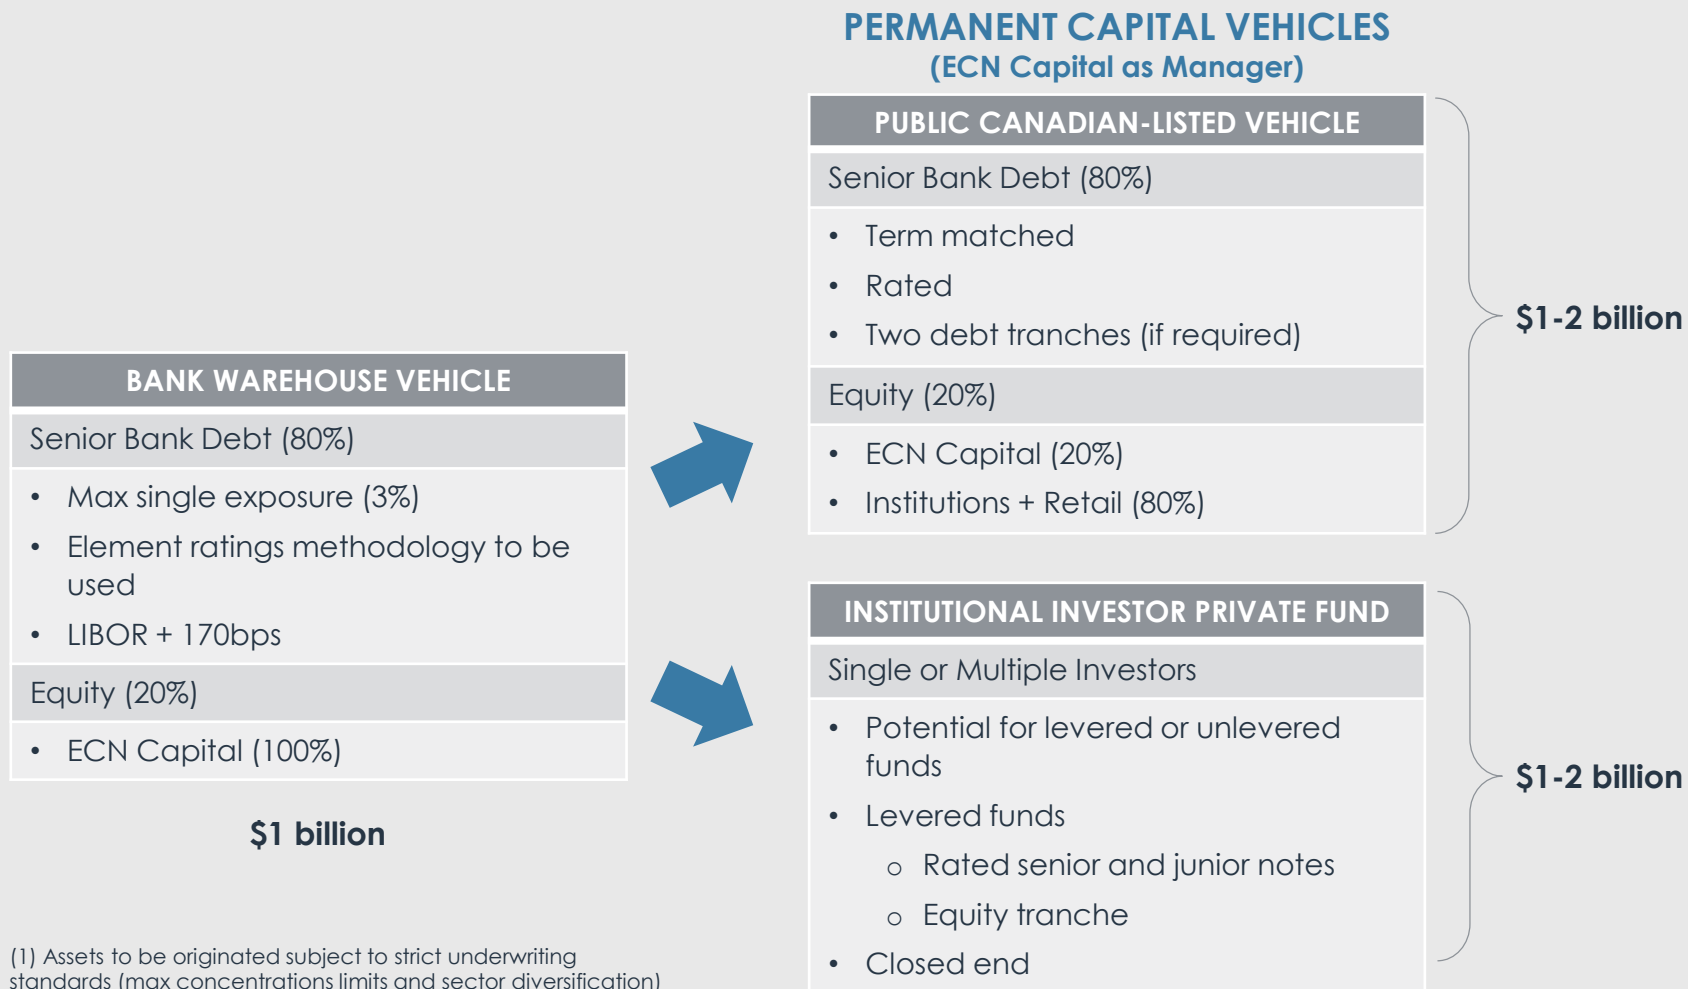 PERMANENT CAPITAL VEHICLES
(ECN Capital as Manager)
PUBLIC CANADIAN-LISTED VEHICLE
Senior Bank Debt (80%)
• Term matched
• Rated
• Two debt tranches (if required)
Equity (20%)
• ECN Capital (20%)
• Institutions + Retail (80%)
$1-2 billion
BANK WAREHOUSE VEHICLE
Senior Bank Debt (80%)
• Max single exposure (3%)
• Element ratings methodology to be
used
• LIBOR + 170bps
Equity (20%)
• ECN Capital (100%)
$1 billion
INSTITUTIONAL INVESTOR PRIVATE FUND
Single or Multiple Investors
• Potential for levered or unlevered
funds
• Levered funds
o Rated senior and junior notes
o Equity tranche
• Closed end
$1-2 billion
(1) Assets to be originated subject to strict underwriting
standards (max concentrations limits and sector diversification)